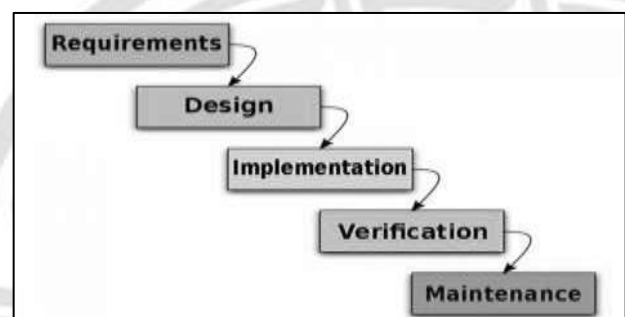 Requirements
Design
Implementation
Verification
Maintenance